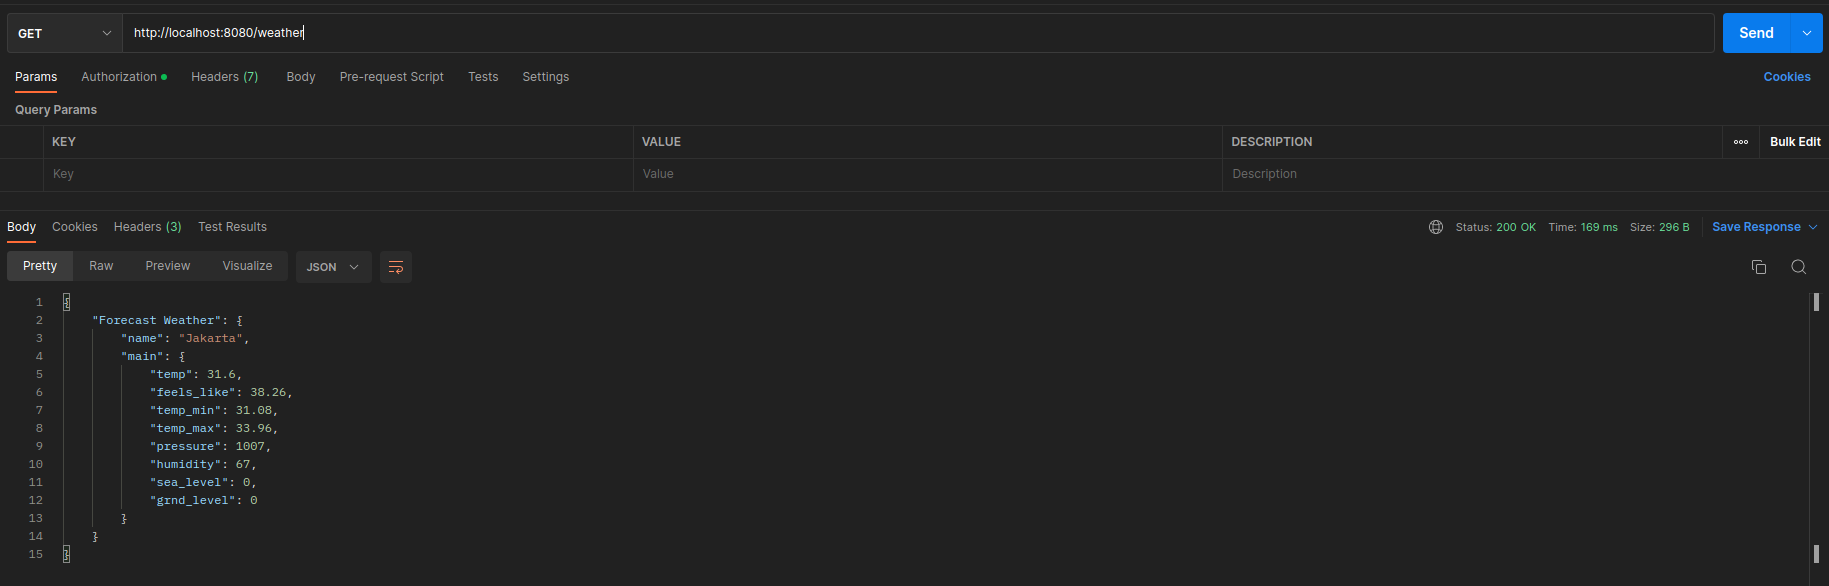 GET http://localhost:8080/weather Send
Params Authorization Headers (7) Body Pre-request Script Tests Settings Cookies
Query Params
KEY VALUE DESCRIPTION ooo Bulk Edit
Key Value Description
Body Cookies Headers (3) Test Results Status: 200 OK Time: 169 ms Size: 296 B Save Response
Pretty Raw Preview Visualize JSON
1 {
2 "Forecast Weather": {
3 "name": "Jakarta",
4 "main": {
5 "temp": 31.6,
6 "feels_like": 38.26,
7 "temp_min": 31.08,
8 "temp_max": 33.96,
9 "pressure": 1007,
10 "humidity": 67,
11 "sea_level": 0,
12 "grnd_level": 0
13 }
14 }
15 }